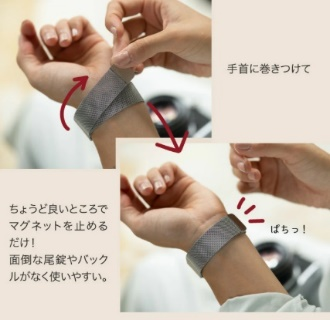 手首に巻きつけて
ぱちっ！
ちょうど良いところで
マグネットを止める
だけ！
面倒な尾錠やバック
ルがなく使いやすい。